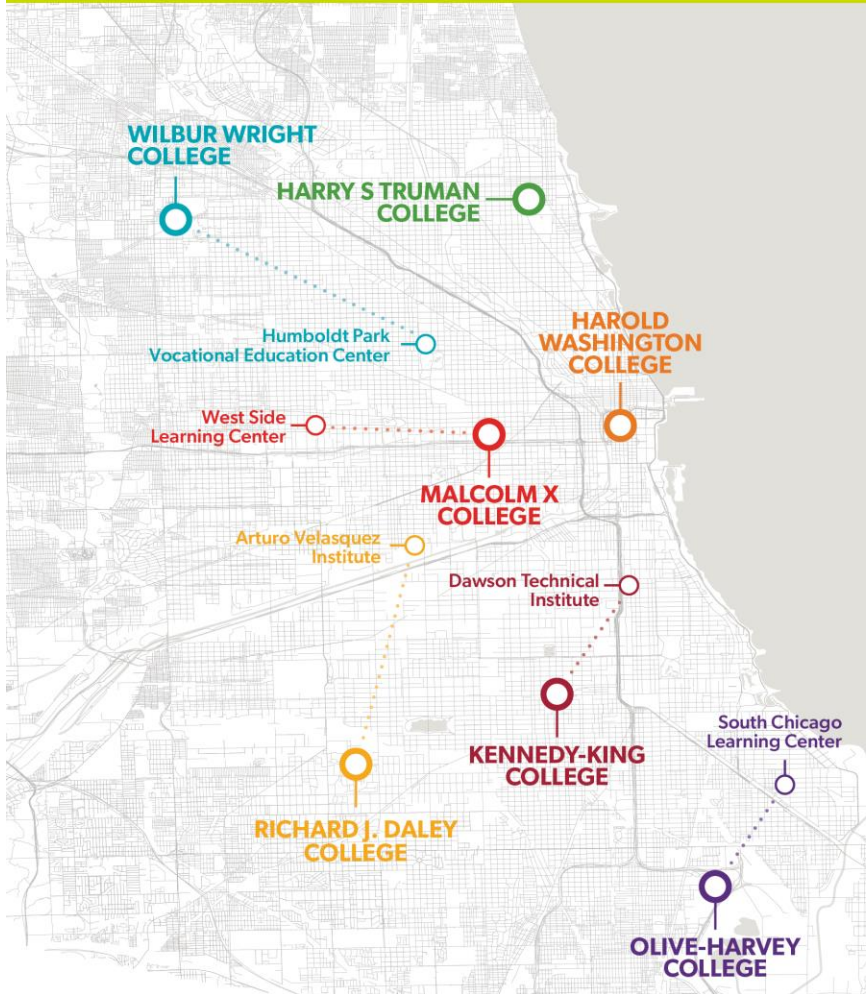 WILBUR WRIGHT
COLLEGE
HARRY S TRUMAN
COLLEGE
Humboldt Park
Vocational Education Center
HAROLD
WASHINGTON
COLLEGE
West Side
Learning Center
MALCOLM X
COLLEGE
Arturo Velasquez
Institute
Dawson Technical
Institute
South Chicago
Learning Center
KENNEDY-KING
COLLEGE
RICHARD J. DALEY
COLLEGE
OLIVE-HARVEY
COLLEGE